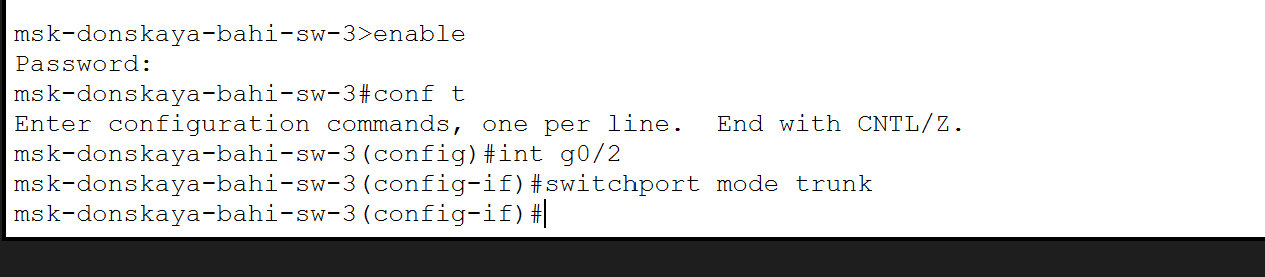 msk-donskaya-bahi-sw-3>enable
Password:
msk-donskaya-bahi-sw-3#conf t
Enter configuration commands, one per line.  End with CNTL/Z.
msk-donskaya-bahi-sw-3(config)#int g0/2
msk-donskaya-bahi-sw-3(config-if)#switchport mode trunk
msk-donskaya-bahi-sw-3(config-if)#